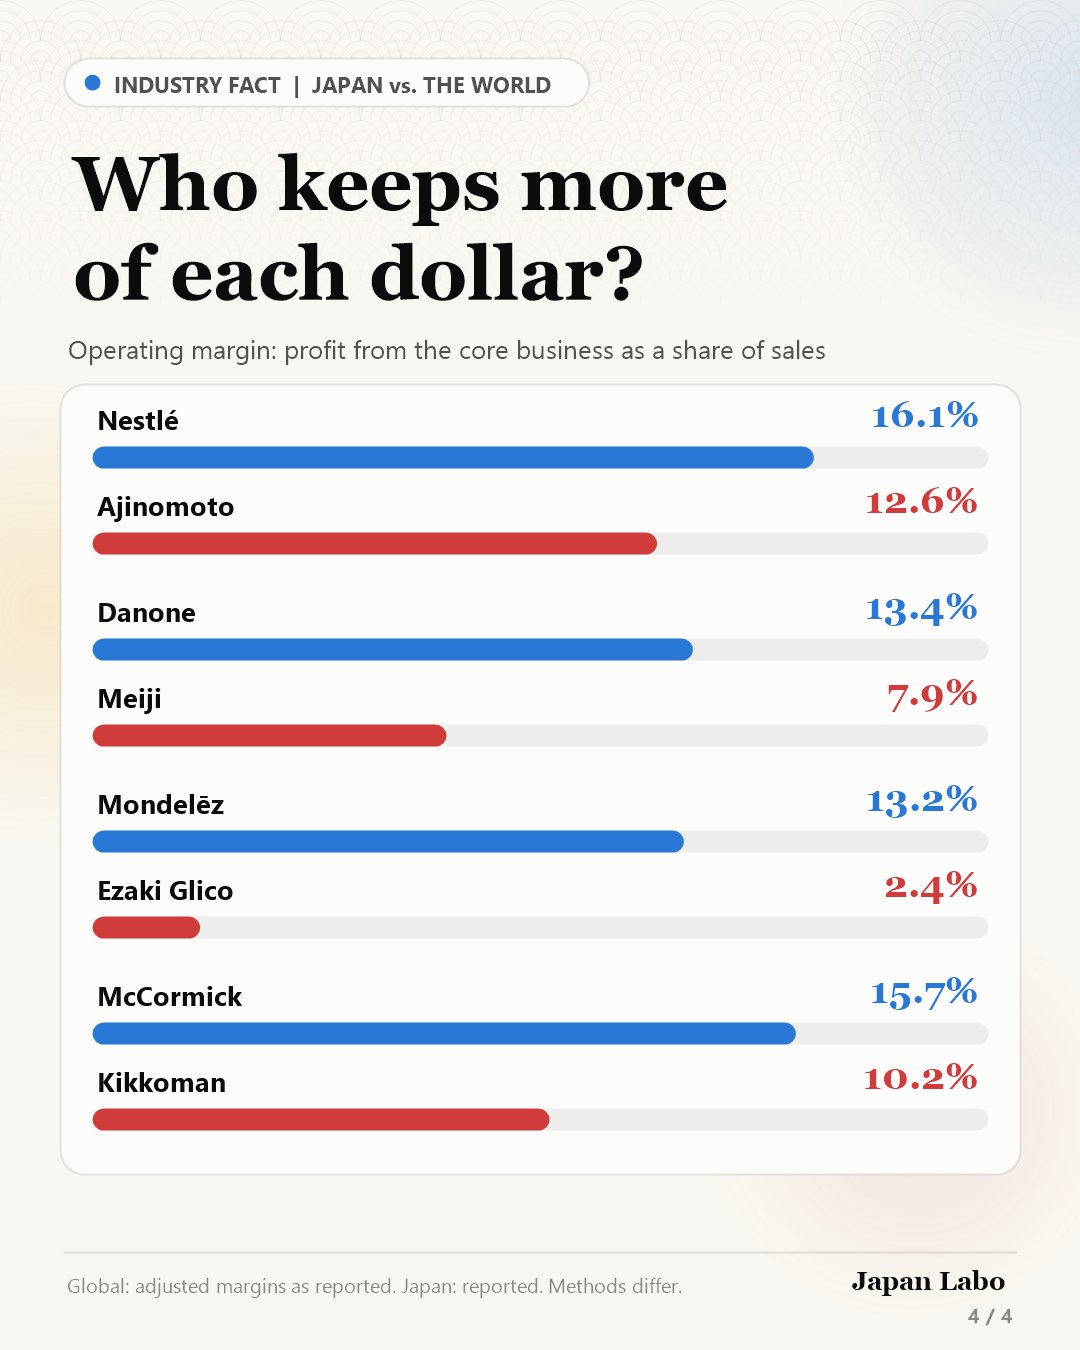 INDUSTRY FACT | JAPAN vs. THE WORLD
Who keeps more
of each dollar?
Operating margin: profit from the core business as a share of sales
Nestlé 16.1%
Ajinomoto 12.6%
Danone 13.4%
Meiji 7.9%
Mondelēz 13.2%
Ezaki Glico 2.4%
McCormick 15.7%
Kikkoman 10.2%
Global: adjusted margins as reported. Japan: reported. Methods differ.
Japan Labo
4 / 4